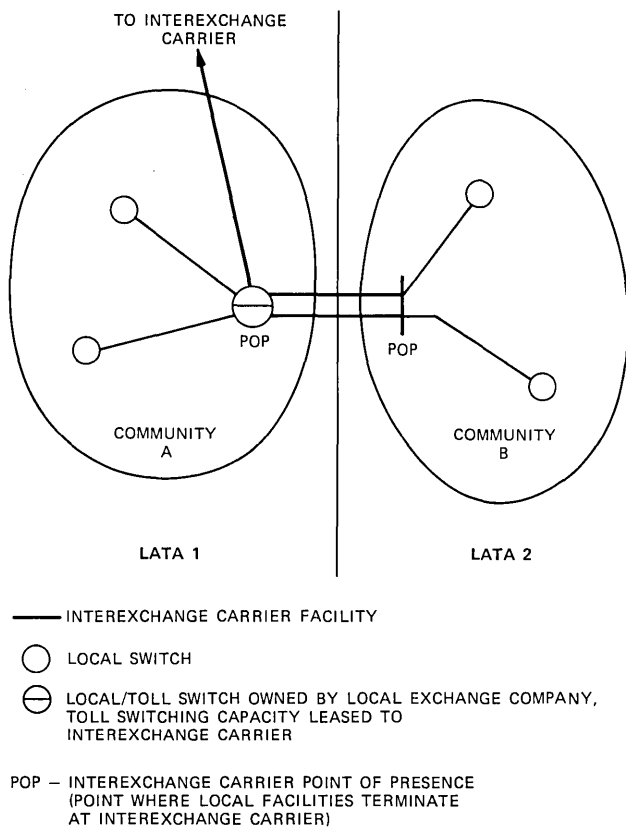 TO INTEREXCHANGE
CARRIER
POP
POP
COMMUNITY
A
COMMUNITY
B
LATA 1
LATA 2
INTEREXCHANGE CARRIER FACILITY
LOCAL SWITCH
LOCAL/TOLL SWITCH OWNED BY LOCAL EXCHANGE COMPANY,
TOLL SWITCHING CAPACITY LEASED TO
INTEREXCHANGE CARRIER
POP – INTEREXCHANGE CARRIER POINT OF PRESENCE
(POINT WHERE LOCAL FACILITIES TERMINATE
AT INTEREXCHANGE CARRIER)